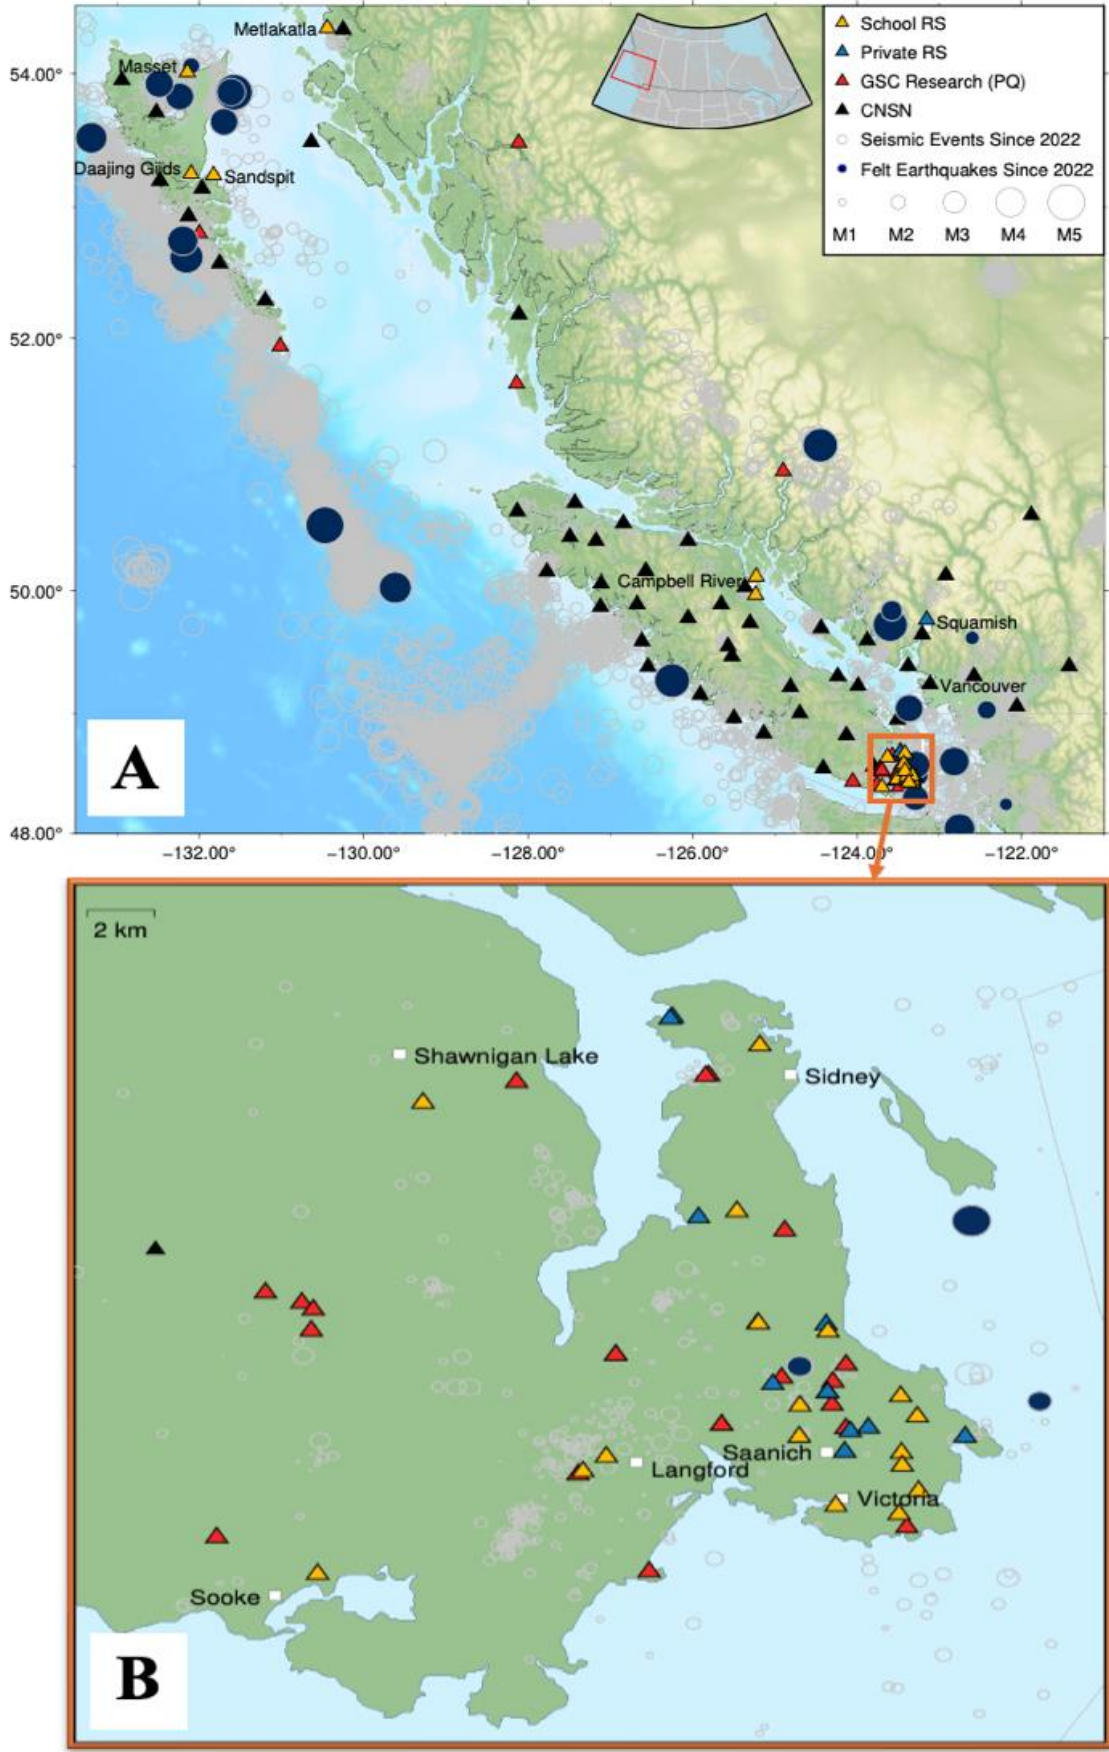 Metlakatla
Masset
Daajing Giids
Sandspit
School RS
Private RS
GSC Research (PQ)
CNSN
Seismic Events Since 2022
Felt Earthquakes Since 2022
M1 M2 M3 M4 M5
54.00°
52.00°
50.00°
48.00°
Campbell River
Squamish
Vancouver
A
−132.00° −130.00° −128.00° −126.00° −124.00° −122.00°
2 km
Shawnigan Lake
Sidney
Saanich
Langford
Victoria
Sooke
B